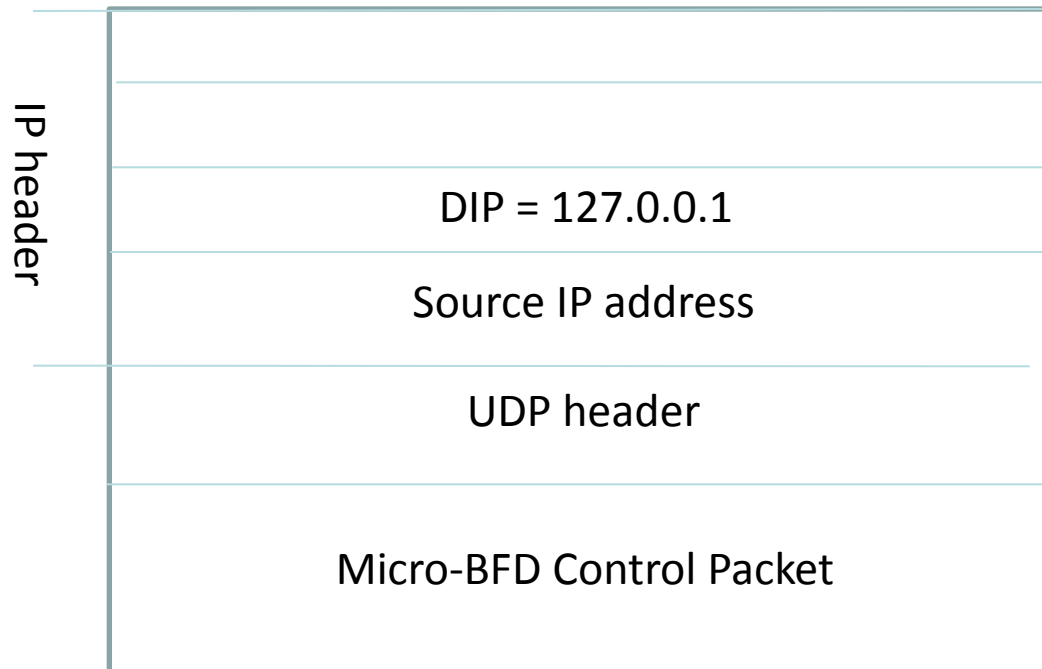 IP header
DIP = 127.0.0.1
Source IP address
UDP header
Micro-BFD Control Packet